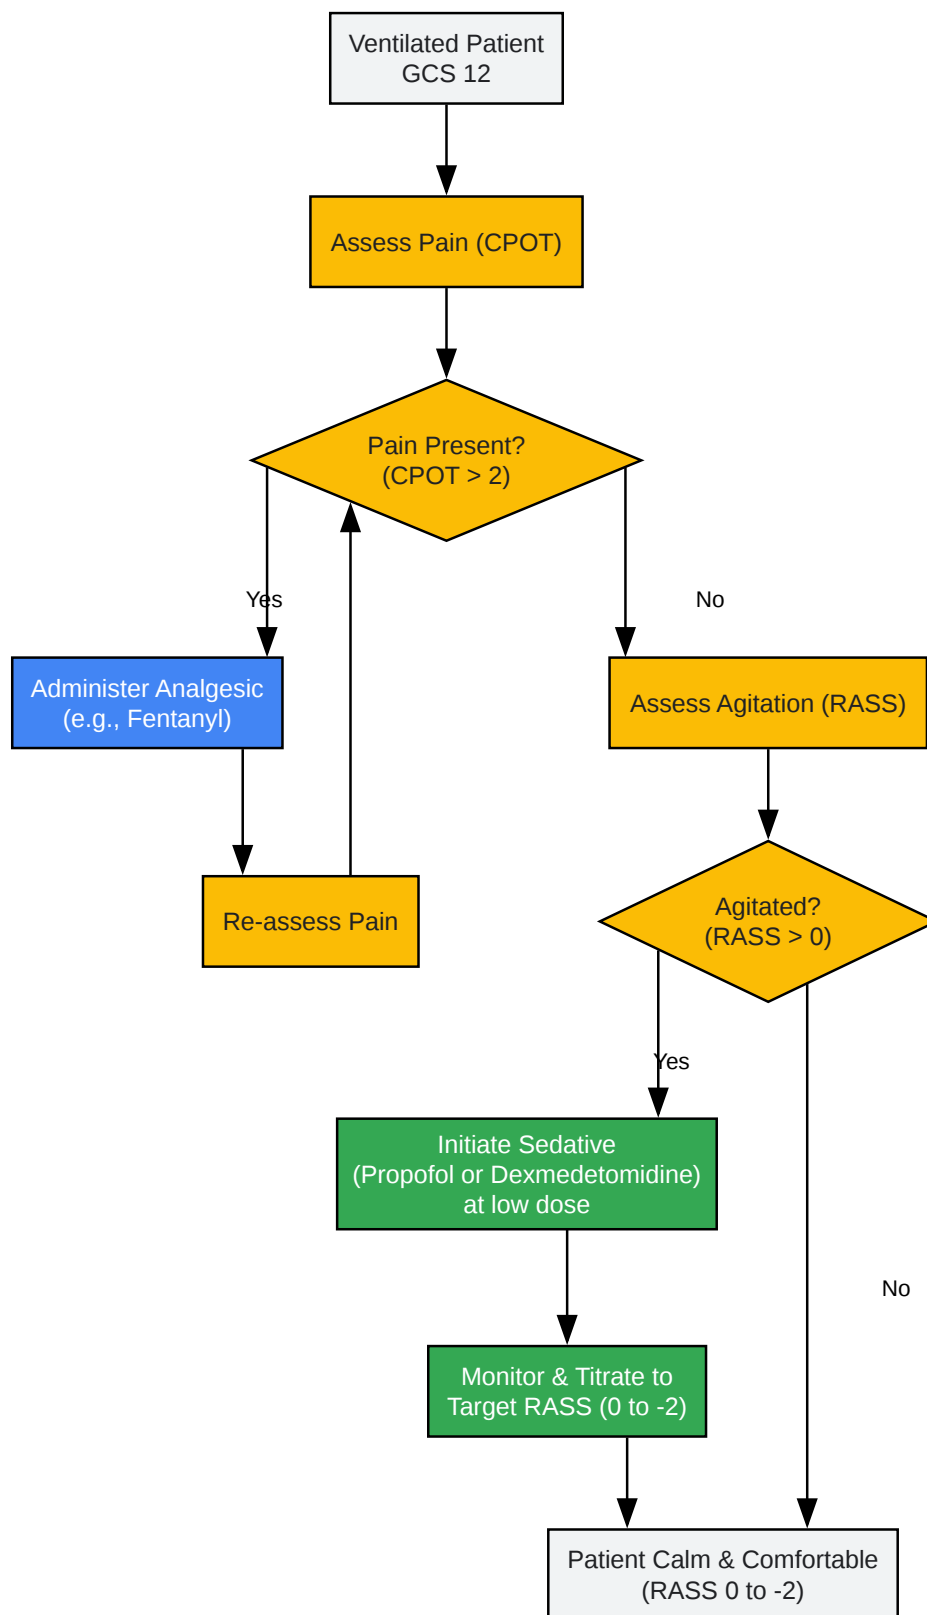 Ventilated Patient
GCS 12
Assess Pain (CPOT)
Pain Present?
(CPOT > 2)
Yes
No
Administer Analgesic
(e.g., Fentanyl)
Assess Agitation (RASS)
Re-assess Pain
Agitated?
(RASS > 0)
Yes
Initiate Sedative
(Propofol or Dexmedetomidine)
at low dose
No
Monitor & Titrate to
Target RASS (0 to -2)
Patient Calm & Comfortable
(RASS 0 to -2)